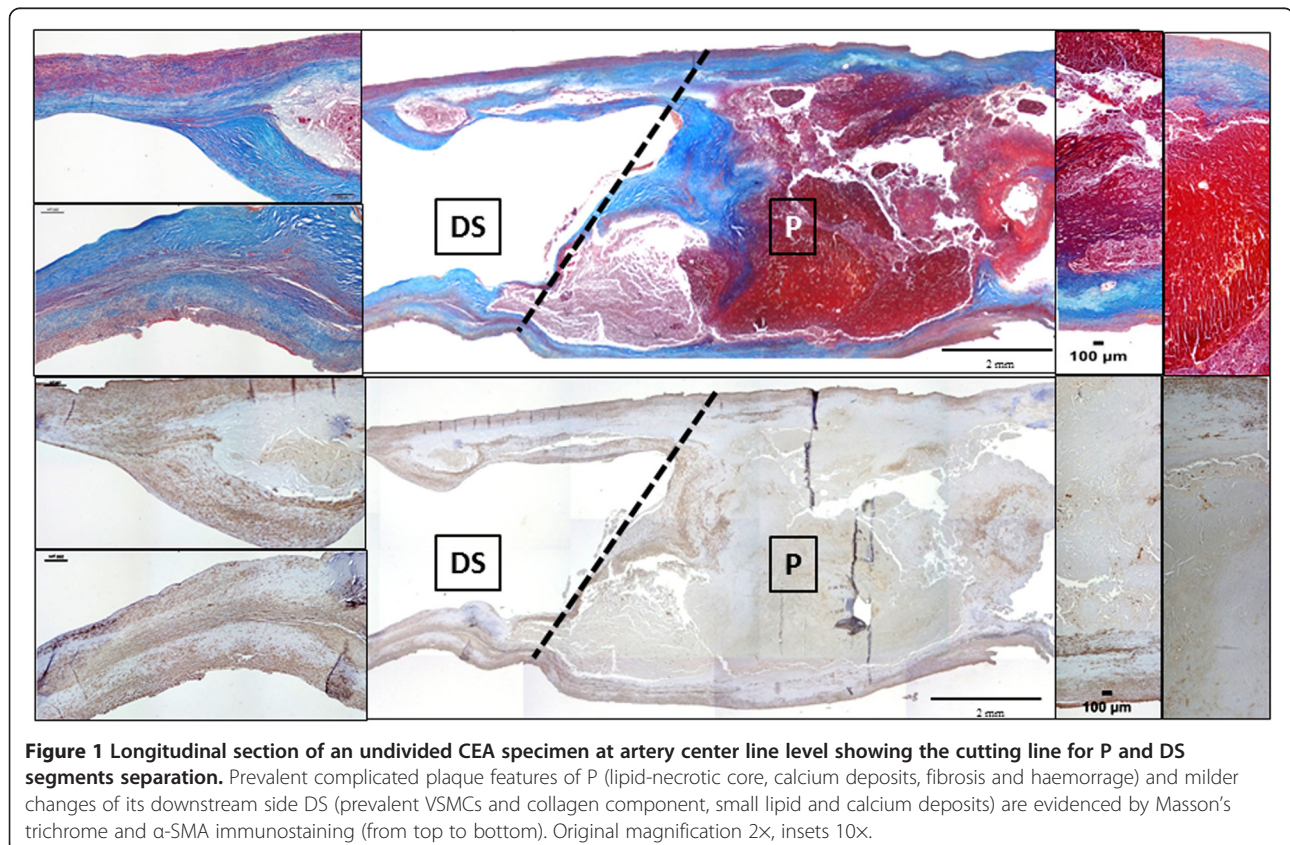 DS
P
2 mm
100 µm
DS
P
2 mm
100 µm
Figure 1 Longitudinal section of an undivided CEA specimen at artery center line level showing the cutting line for P and DS
segments separation. Prevalent complicated plaque features of P (lipid-necrotic core, calcium deposits, fibrosis and haemorrage) and milder
changes of its downstream side DS (prevalent VSMCs and collagen component, small lipid and calcium deposits) are evidenced by Masson's
trichrome and α-SMA immunostaining (from top to bottom). Original magnification 2×, insets 10×.